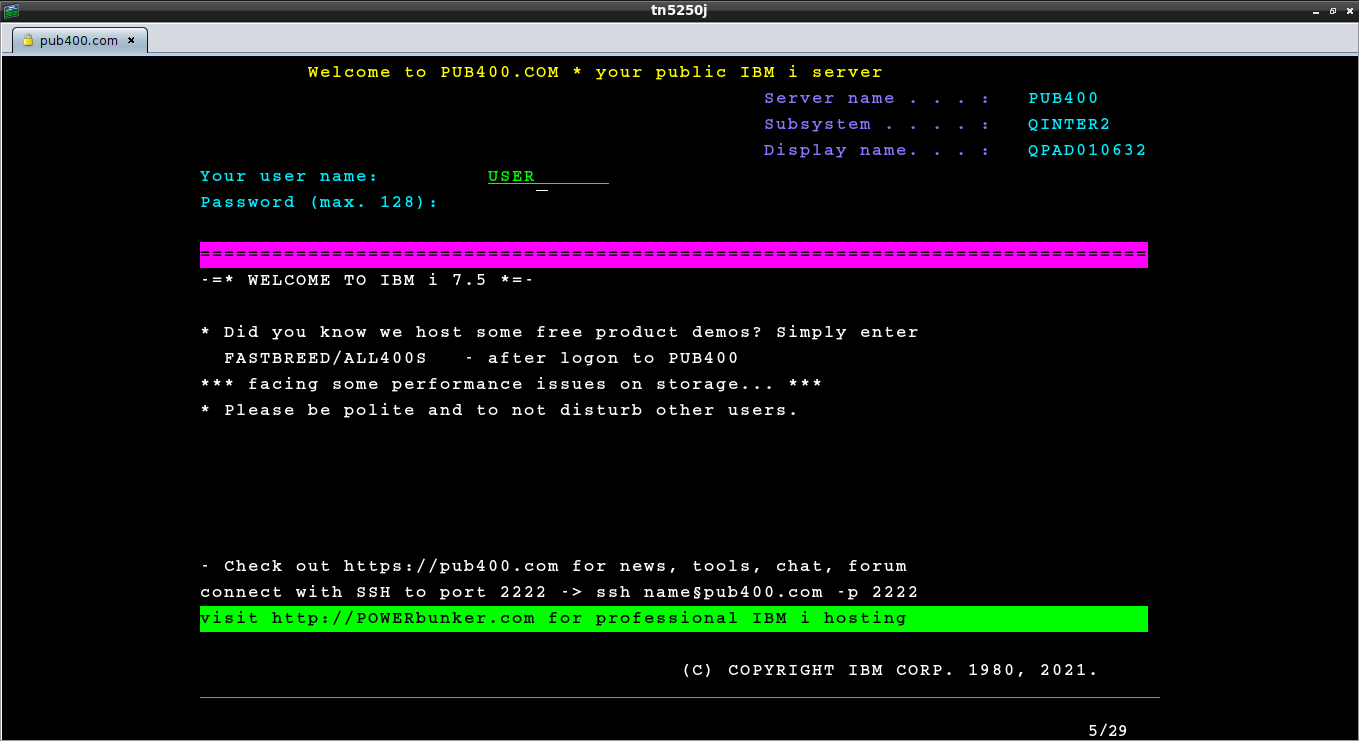 tn5250j
pub400.com
Welcome to PUB400.COM * your public IBM i server
Server name . . . : PUB400
Subsystem . . . . : QINTER2
Display name. . . : QPAD010632
Your user name: USER
Password (max. 128):
===============================================================================
-=* WELCOME TO IBM i 7.5 *=-
* Did you know we host some free product demos? Simply enter
FASTBREED/ALL400S - after logon to PUB400
*** facing some performance issues on storage... ***
* Please be polite and to not disturb other users.
- Check out https://pub400.com for news, tools, chat, forum
connect with SSH to port 2222 -> ssh name§pub400.com -p 2222
visit http://POWERbunker.com for professional IBM i hosting
(C) COPYRIGHT IBM CORP. 1980, 2021.
5/29